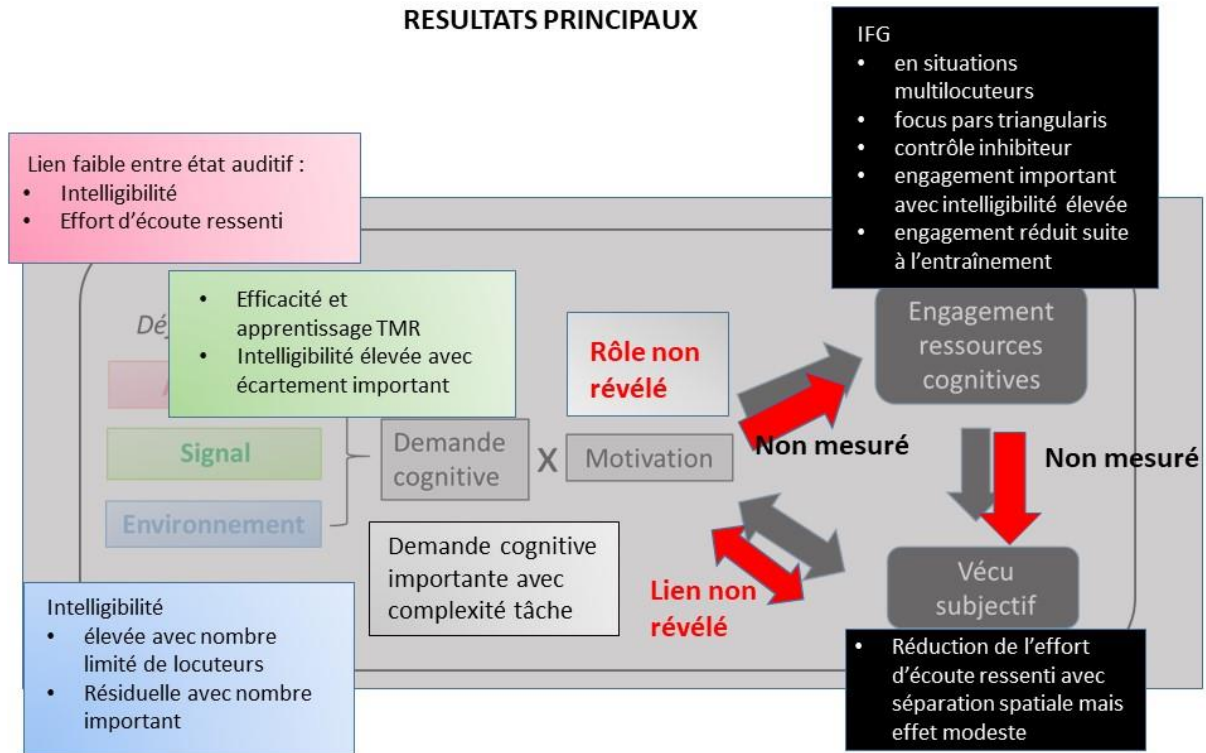 RESULTATS PRINCIPAUX
IFG
• en situations
multilocuteurs
• focus pars triangularis
• contrôle inhibiteur
• engagement important
avec intelligibilité élevée
• engagement réduit suite
à l'entraînement
Lien faible entre état auditif :
• Intelligibilité
• Effort d'écoute ressenti
• Efficacité et
apprentissage TMR
• Intelligibilité élevée avec
écartement important
Rôle non
révélé
Engagement
ressources
cognitives
Signal
Demande
cognitive
X
Motivation
Non mesuré
Non mesuré
Environnement
Demande cognitive
importante avec
complexité tâche
Lien non
révélé
Vécu
subjectif
Intelligibilité
• élevée avec nombre
limité de locuteurs
• Résiduelle avec nombre
important
• Réduction de l'effort
d'écoute ressenti avec
séparation spatiale mais
effet modeste